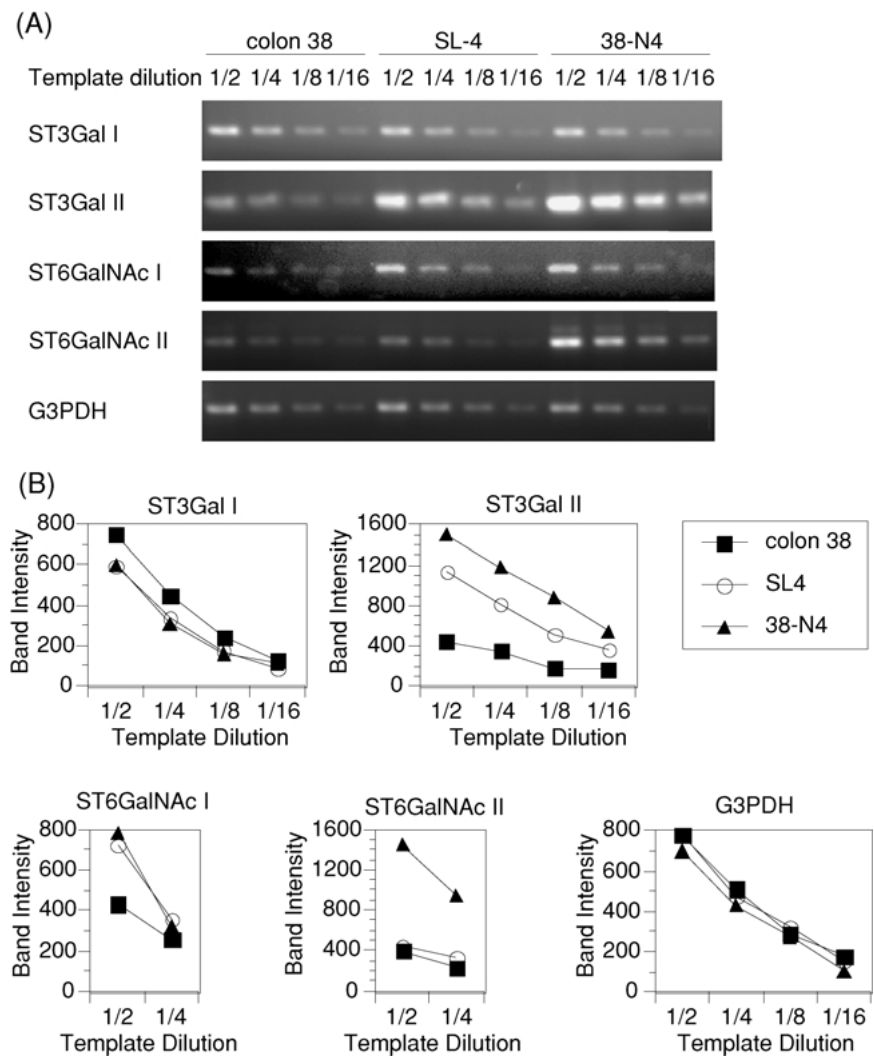 (A)
colon 38 SL-4 38-N4
Template dilution 1/2 1/4 1/8 1/16 1/2 1/4 1/8 1/16 1/2 1/4 1/8 1/16
ST3Gal I
ST3Gal II
ST6GalNAc I
ST6GalNAc II
G3PDH
(B)
ST3Gal I
Band Intensity
800
600
400
200
0
1/2 1/4 1/8 1/16
Template Dilution
ST3Gal II
Band Intensity
1600
1200
800
400
0
1/2 1/4 1/8 1/16
Template Dilution
colon 38
SL4
38-N4
ST6GalNAc I
Band Intensity
800
600
400
200
0
1/2 1/4
Template Dilution
ST6GalNAc II
Band Intensity
1600
1200
800
400
0
1/2 1/4
Template Dilution
G3PDH
Band Intensity
800
600
400
200
0
1/2 1/4 1/8 1/16
Template Dilution